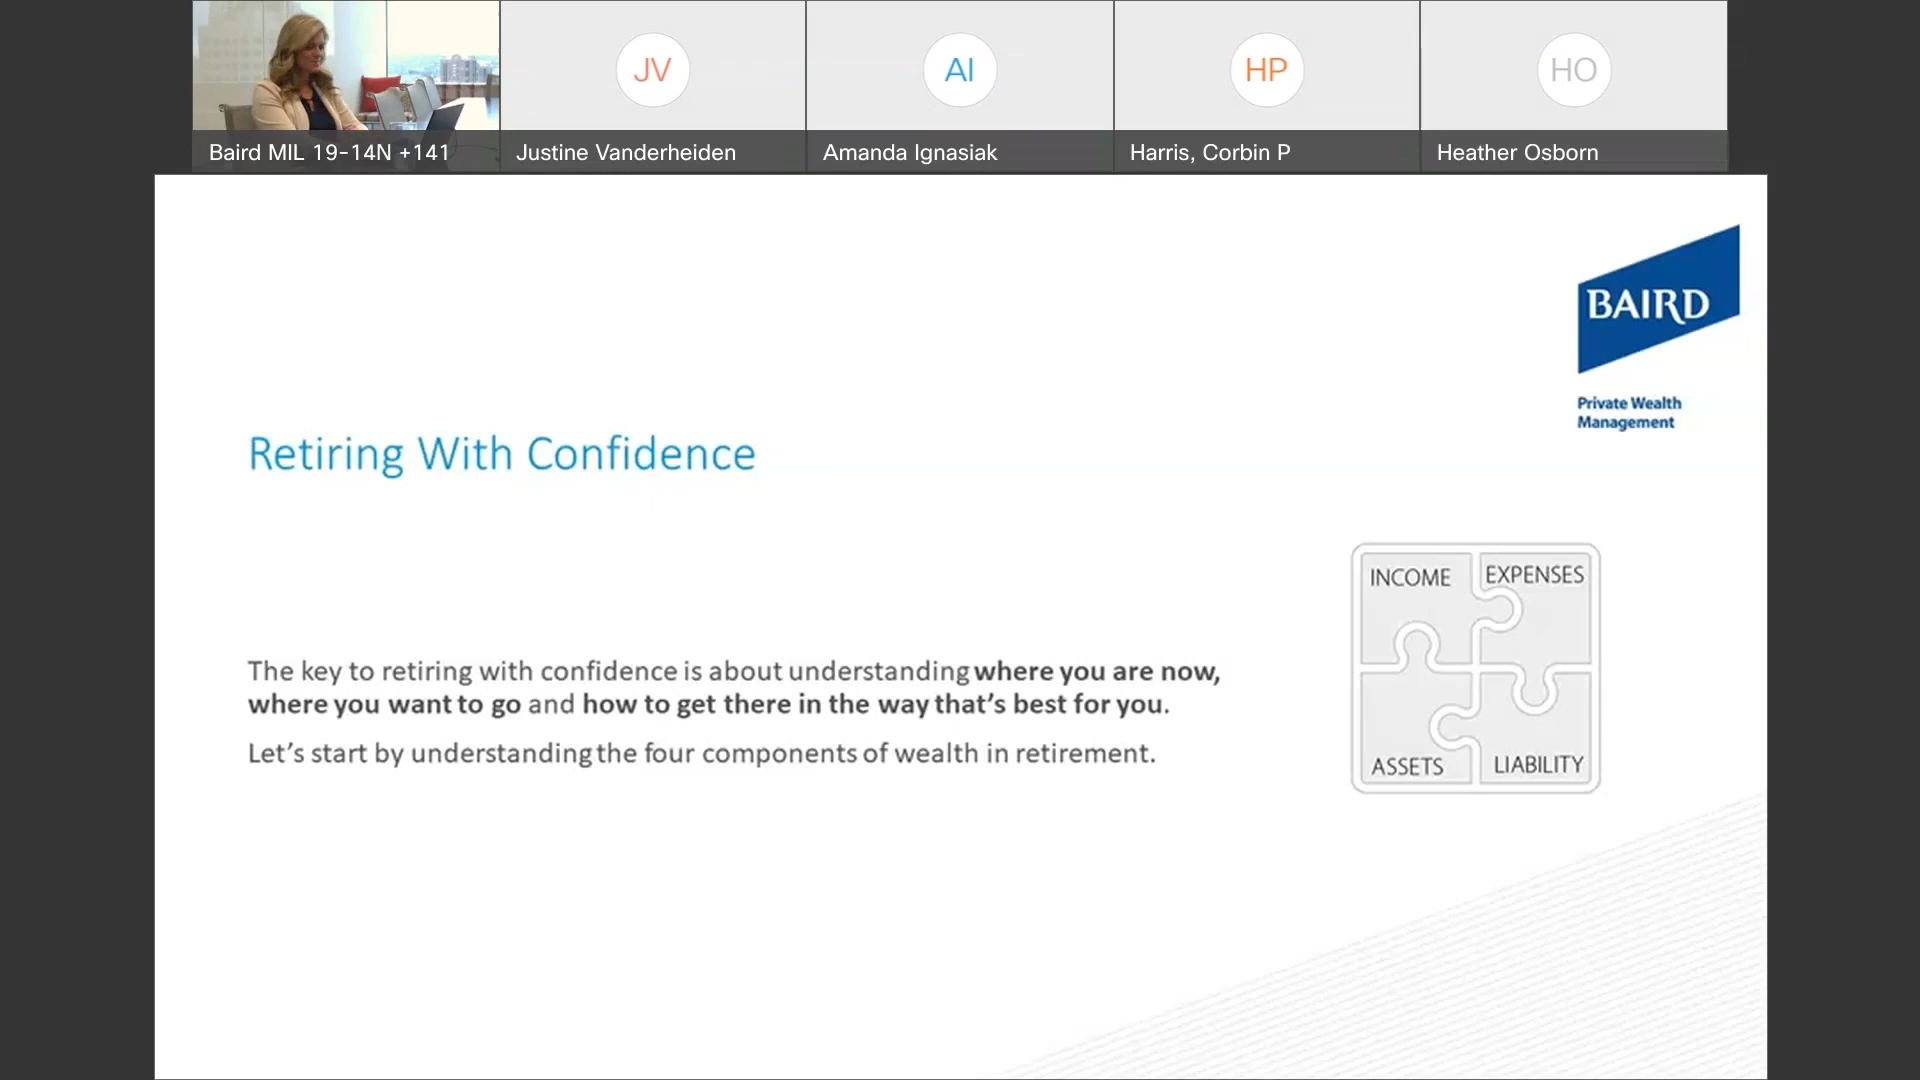 JV
AI
HP
HO
Baird MIL 19-14N +141
Justine Vanderheiden
Amanda Ignasiak
Harris, Corbin P
Heather Osborn
BAIRD
Private Wealth
Management
Retiring With Confidence
The key to retiring with confidence is about understanding where you are now,
where you want to go and how to get there in the way that’s best for you.
Let’s start by understanding the four components of wealth in retirement.
INCOME
EXPENSES
ASSETS
LIABILITY